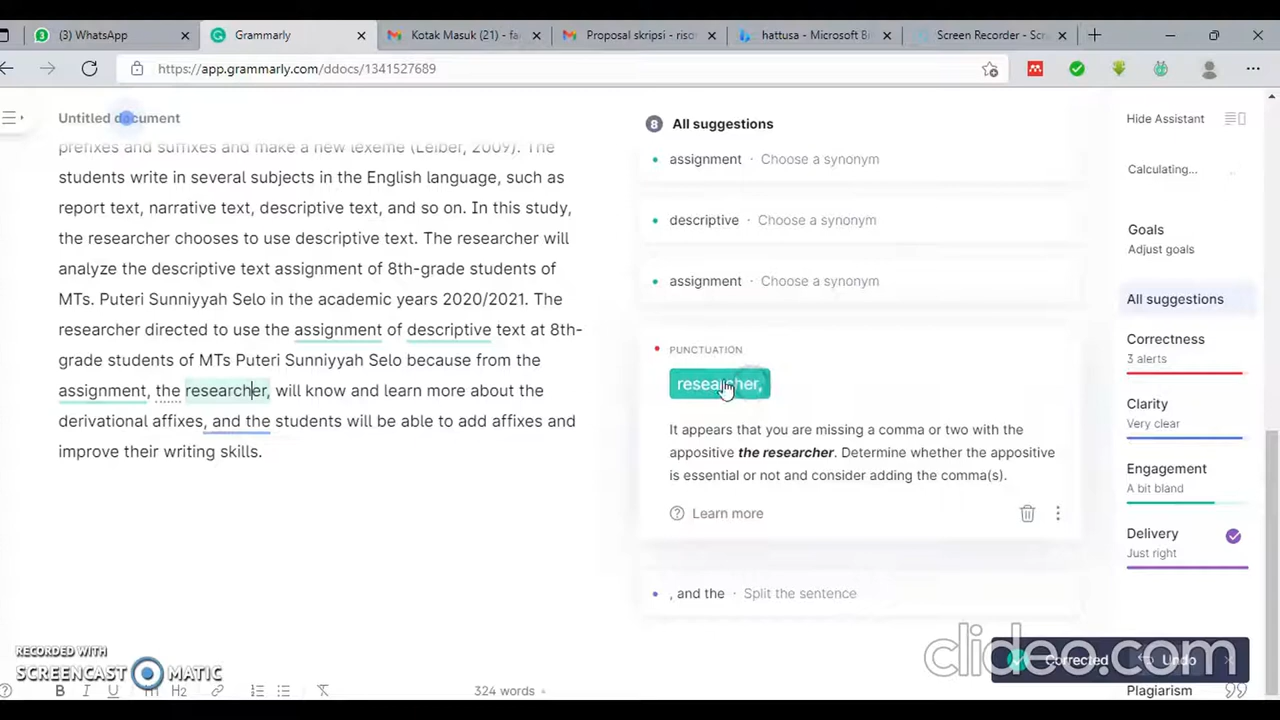 (3) WhatsApp
Grammarly
Kotak Masuk (21) - fa
Proposal skripsi - riso
hattusa - Microsoft Bi
Screen Recorder - Scr
https://app.grammarly.com/ddocs/1341527689
Untitled document
prefixes and suffixes and make a new lexeme (Leiber, 2009). The
students write in several subjects in the English language, such as
report text, narrative text, descriptive text, and so on. In this study,
the researcher chooses to use descriptive text. The researcher will
analyze the descriptive text assignment of 8th-grade students of
MTs. Puteri Sunniyyah Selo in the academic years 2020/2021. The
researcher directed to use the assignment of descriptive text at 8th-
grade students of MTs Puteri Sunniyyah Selo because from the
assignment, the researcher, will know and learn more about the
derivational affixes, and the students will be able to add affixes and
improve their writing skills.
324 words
8 All suggestions
assignment · Choose a synonym
descriptive · Choose a synonym
assignment · Choose a synonym
PUNCTUATION
researcher,
It appears that you are missing a comma or two with the
appositive the researcher. Determine whether the appositive
is essential or not and consider adding the comma(s).
Learn more
, and the · Split the sentence
Hide Assistant
Calculating...
Goals
Adjust goals
All suggestions
Correctness
3 alerts
Clarity
Very clear
Engagement
A bit bland
Delivery
Just right
Corrected
Undo
Plagiarism
clideo.com
RECORDED WITH
SCREENCAST MATIC
B I U H1 H2